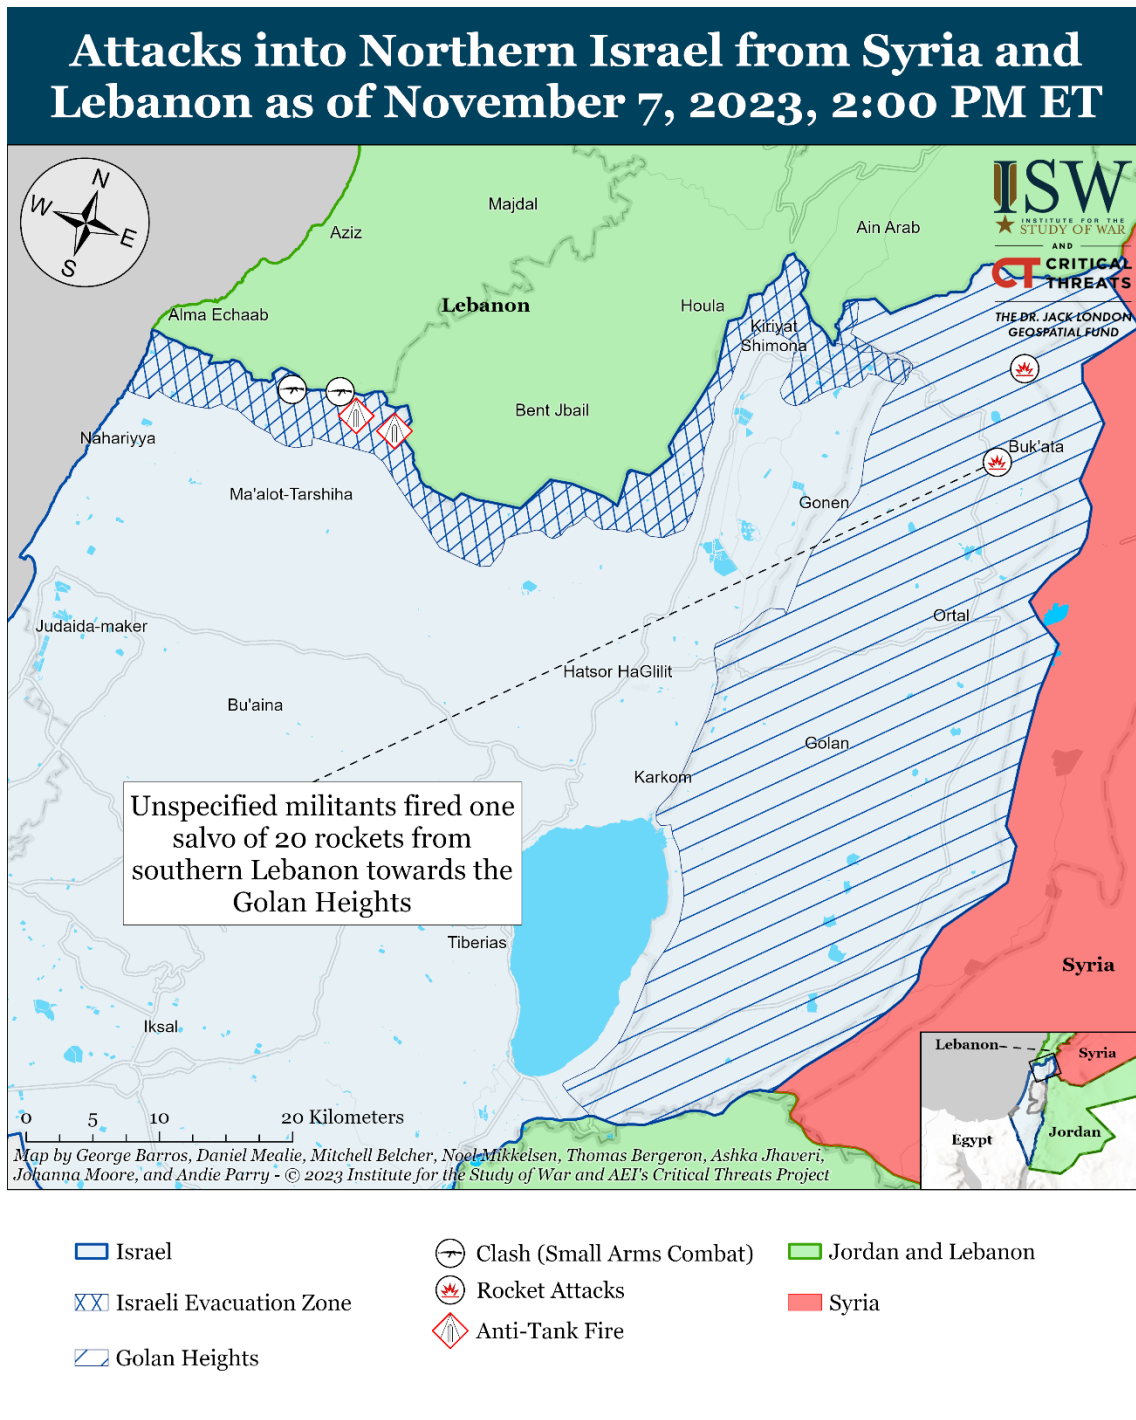 Attacks into Northern Israel from Syria and
Lebanon as of November 7, 2023, 2:00 PM ET
N
W
E
S
ISW
INSTITUTE FOR THE
STUDY OF WAR
AND
CT CRITICAL
THREATS
THE DR. JACK LONDON
GEOSPATIAL FUND
Majdal
Aziz
Ain Arab
Lebanon
Houla
Alma Echaab
Kiriyat
Shimona
Bent Jbail
Nahariyya
Buk'ata
Ma'alot-Tarshiha
Gonen
Judaida-maker
Ortal
Hatsor HaGlilit
Bu'aina
Golan
Karkom
Unspecified militants fired one
salvo of 20 rockets from
southern Lebanon towards the
Golan Heights
Tiberias
Syria
Iksal
Lebanon
Syria
Egypt
Jordan
0 5 10 20 Kilometers
Map by George Barros, Daniel Mealie, Mitchell Belcher, Noel Mikkelsen, Thomas Bergeron, Ashka Jhaveri,
Johanna Moore, and Andie Parry - © 2023 Institute for the Study of War and AEI's Critical Threats Project
Israel
Israeli Evacuation Zone
Golan Heights
Clash (Small Arms Combat)
Rocket Attacks
Anti-Tank Fire
Jordan and Lebanon
Syria